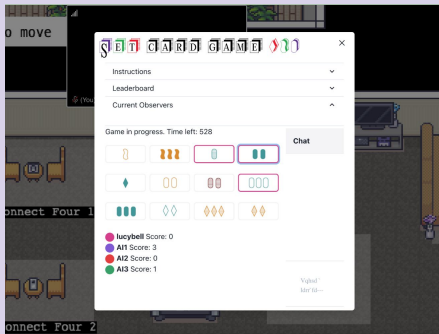 o move
SET CARD GAME
(You
Instructions
Leaderboard
Current Observers
Game in progress. Time left: 528
Chat
lucybell Score: 0
AI1 Score: 3
AI2 Score: 0
AI3 Score: 1
onnect Four 1
onnect Four 2